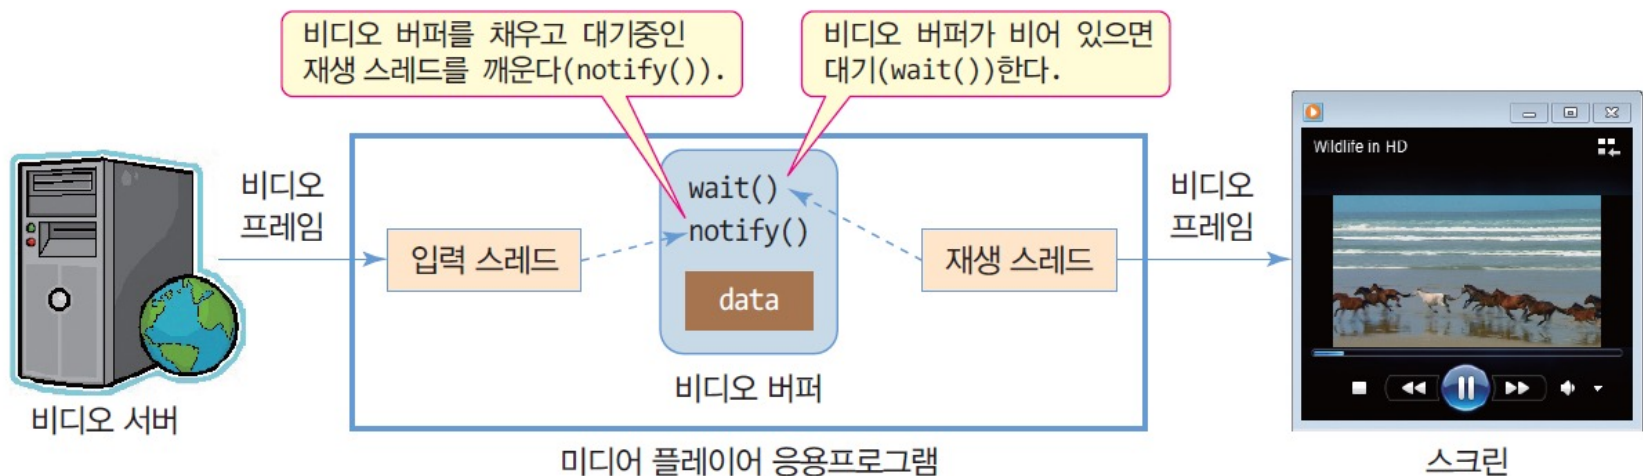 비디오 버퍼를 채우고 대기중인
재생 스레드를 깨운다(notify()).
비디오 버퍼가 비어 있으면
대기(wait())한다.
비디오
프레임
입력 스레드
wait()
notify()
data
비디오 버퍼
재생 스레드
비디오
프레임
Wildlife in HD
비디오 서버
미디어 플레이어 응용프로그램
스크린